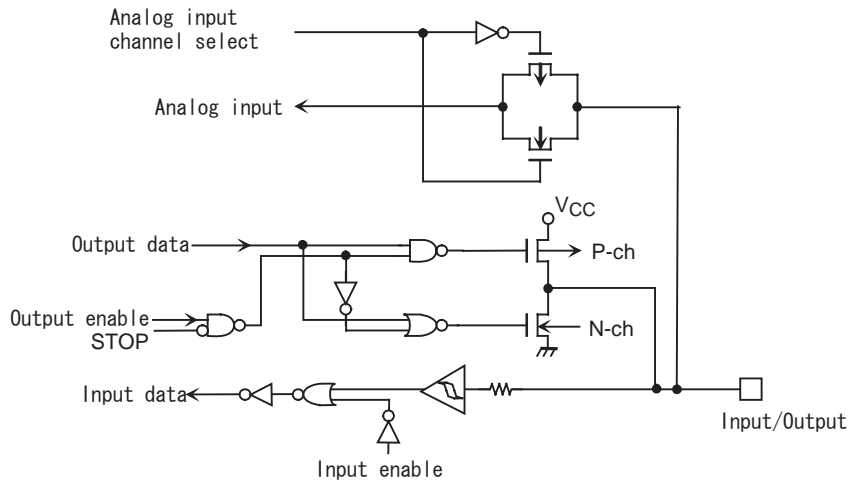 Analog input
channel select
Analog input
VCC
Output data
P-ch
Output enable
STOP
N-ch
Input data
Input/Output
Input enable